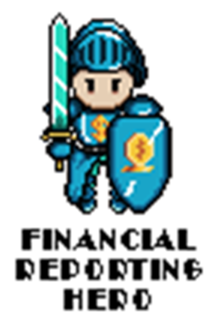 $
FINANCIAL
REPORTING
HERO